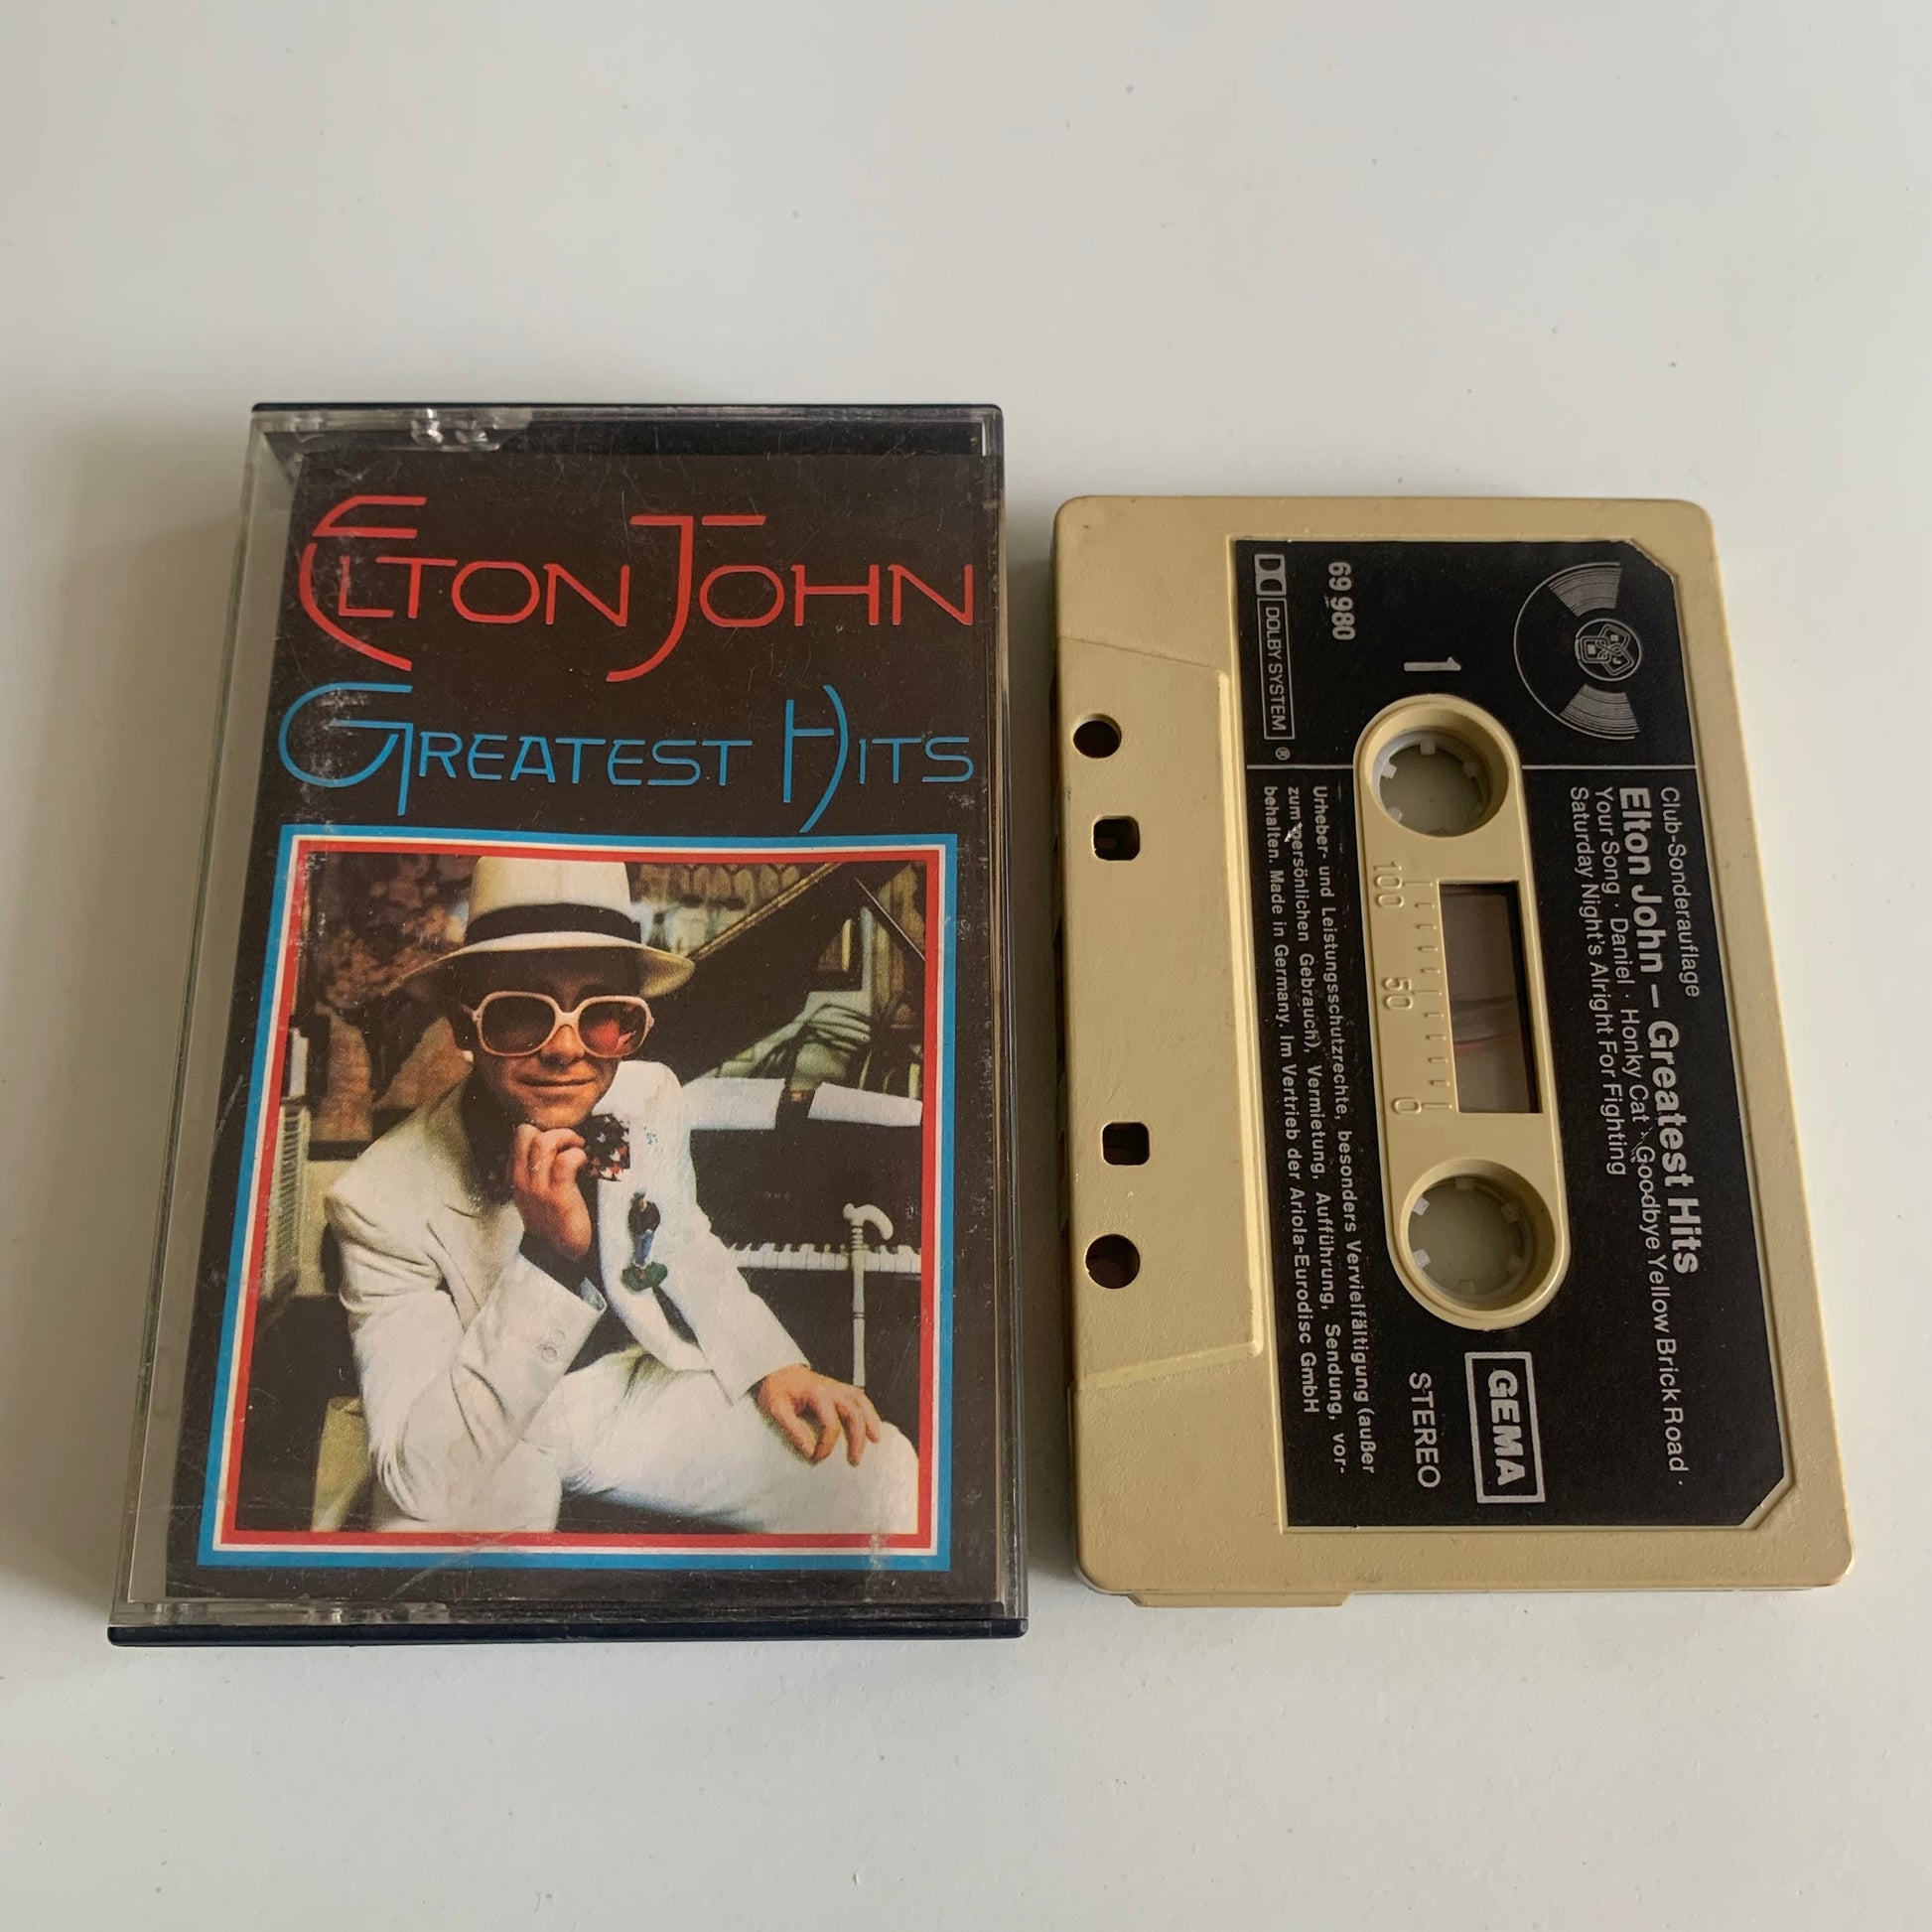 ELTON JOHN
GREATEST HITS
Club-Sonderauflage
Elton John – Greatest Hits
Your Song · Daniel · Honky Cat · Goodbye Yellow Brick Road ·
Saturday Night's Alright For Fighting
1
GEMA
STEREO
100 50 0
69 980
DOLBY SYSTEM ®
Urheber- und Leistungsschutzrechte, besonders Vervielfältigung (außer
zum persönlichen Gebrauch), Vermietung, Aufführung, Sendung, vor-
behalten. Made in Germany. Im Vertrieb der Ariola-Eurodisc GmbH